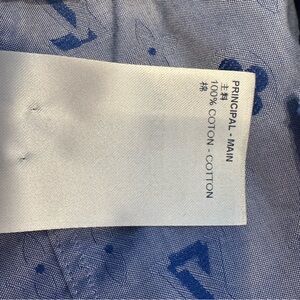 PRINCIPAL - MAIN
主料
100% COTON - COTTON
棉